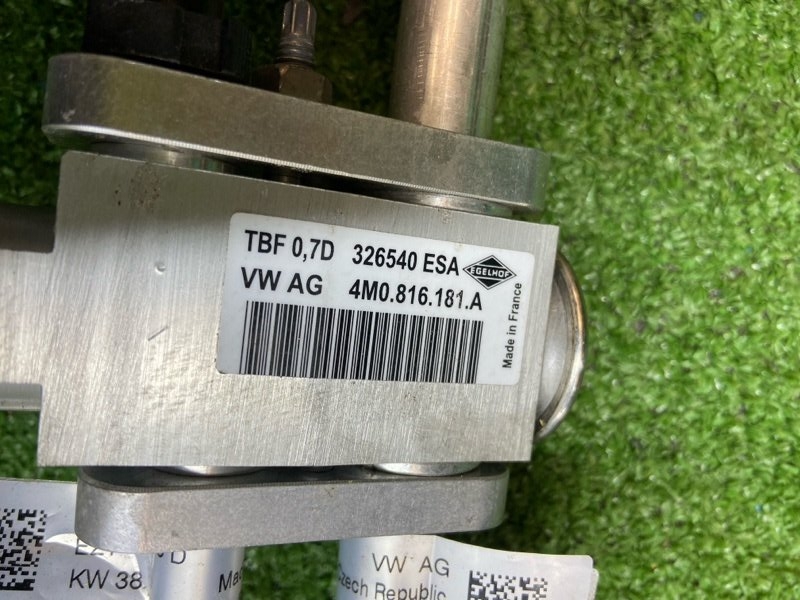 TBF 0,7D 326540 ESA EGELHOF
VW AG 4M0.816.181.A
Made in France
D
KW 38
VW AG
Czech Republic